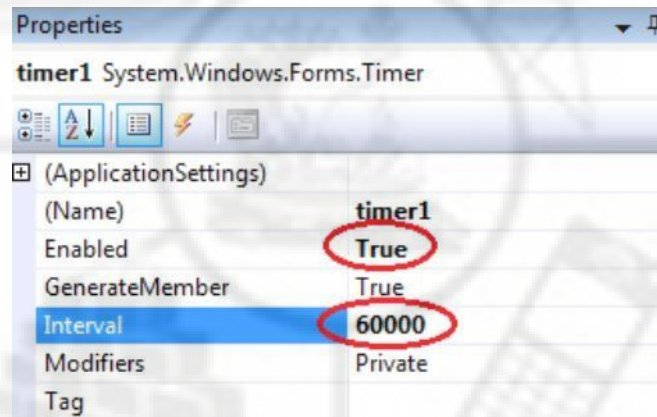 Properties
timer1 System.Windows.Forms.Timer
(ApplicationSettings)
(Name) timer1
Enabled True
GenerateMember True
Interval 60000
Modifiers Private
Tag